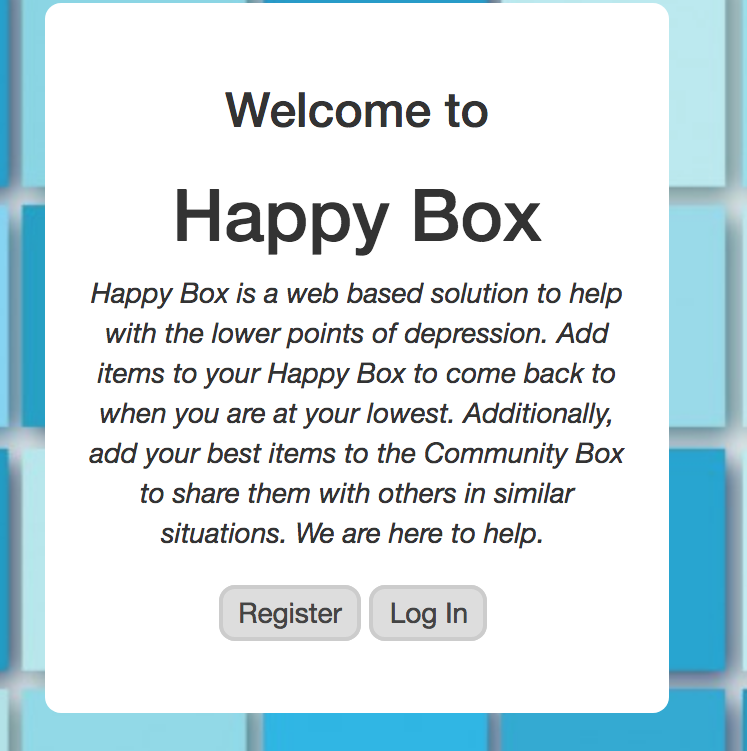 Welcome to
Happy Box
Happy Box is a web based solution to help
with the lower points of depression. Add
items to your Happy Box to come back to
when you are at your lowest. Additionally,
add your best items to the Community Box
to share them with others in similar
situations. We are here to help.
Register Log In